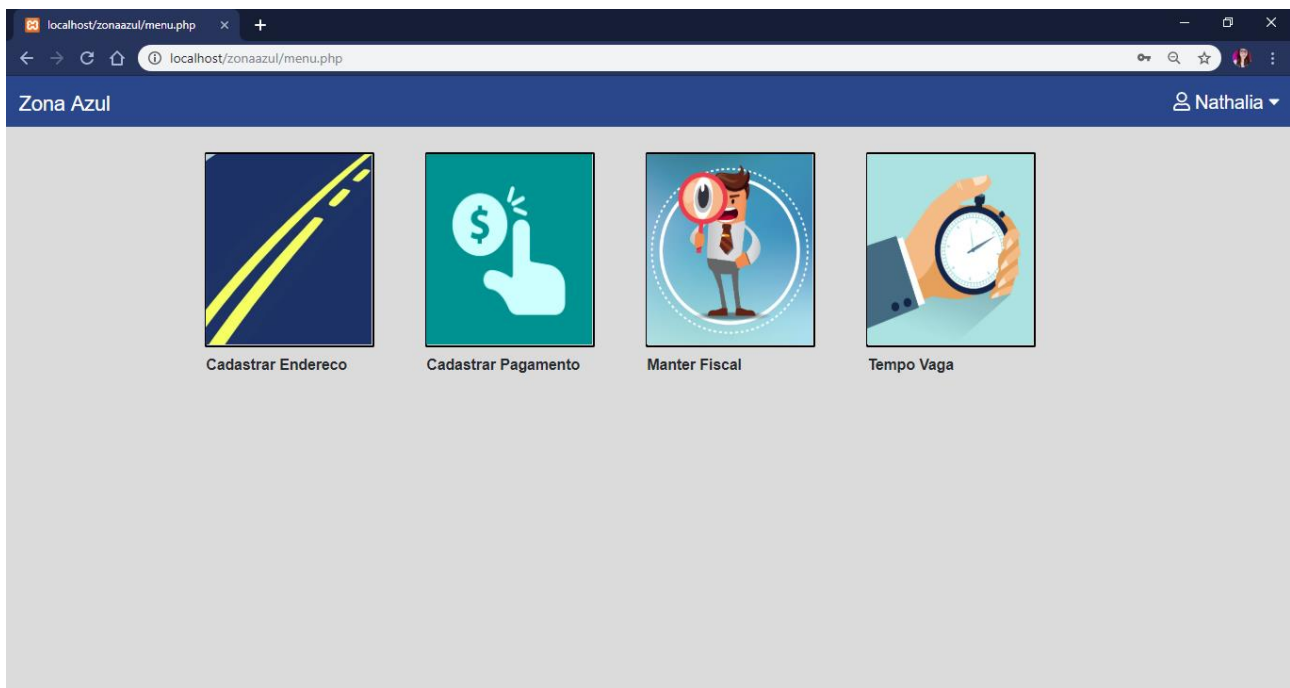 localhost/zonaazul/menu.php
localhost/zonaazul/menu.php
Zona Azul
Nathalia
$
Cadastrar Endereco
Cadastrar Pagamento
Manter Fiscal
Tempo Vaga